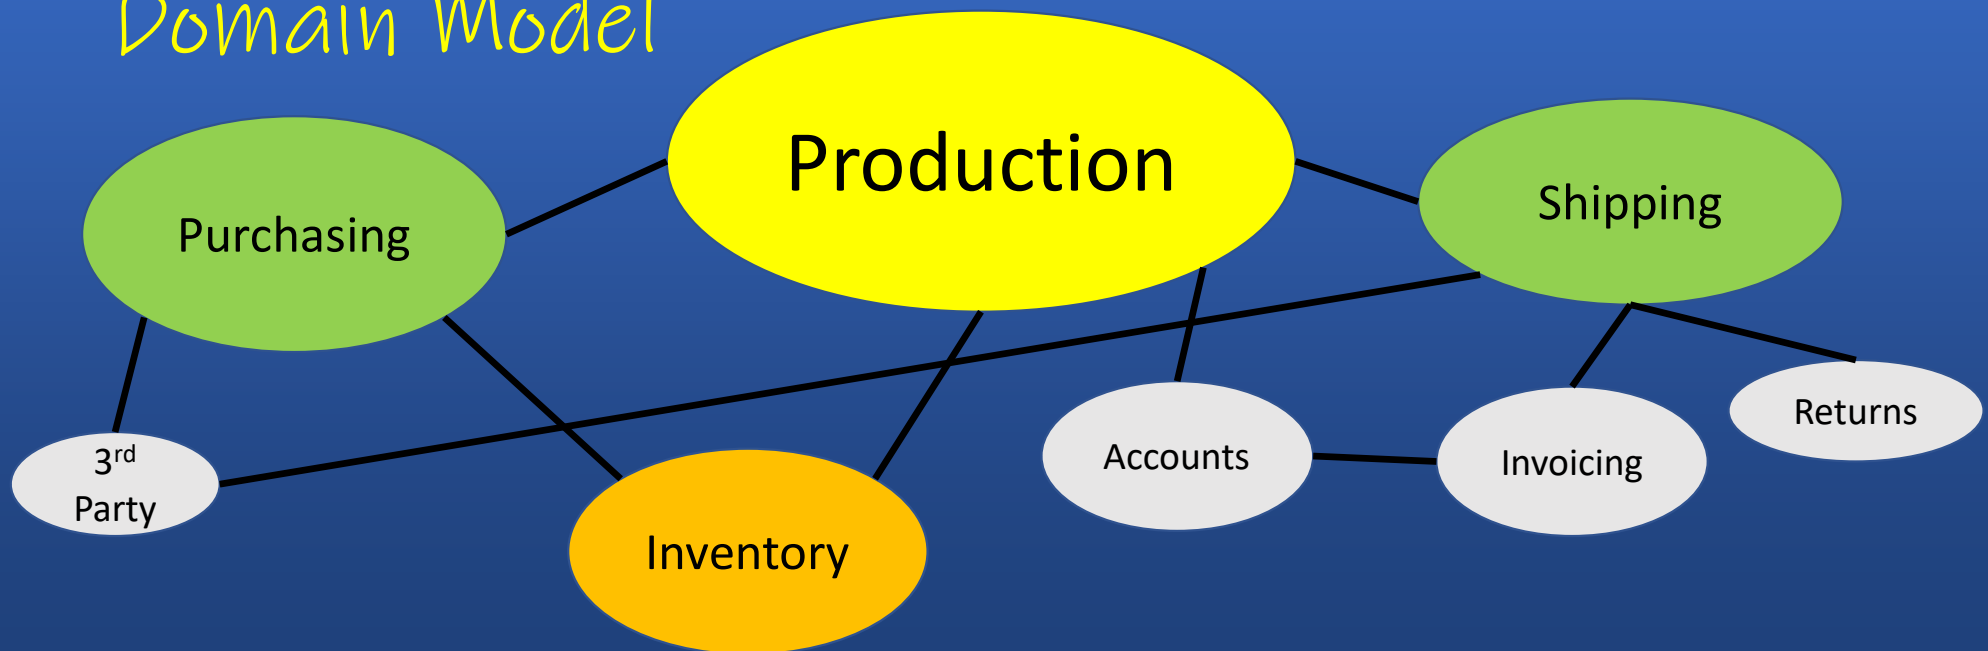 Domain Model
Production
Shipping
Purchasing
Returns
3rd
Party
Accounts
Invoicing
Inventory